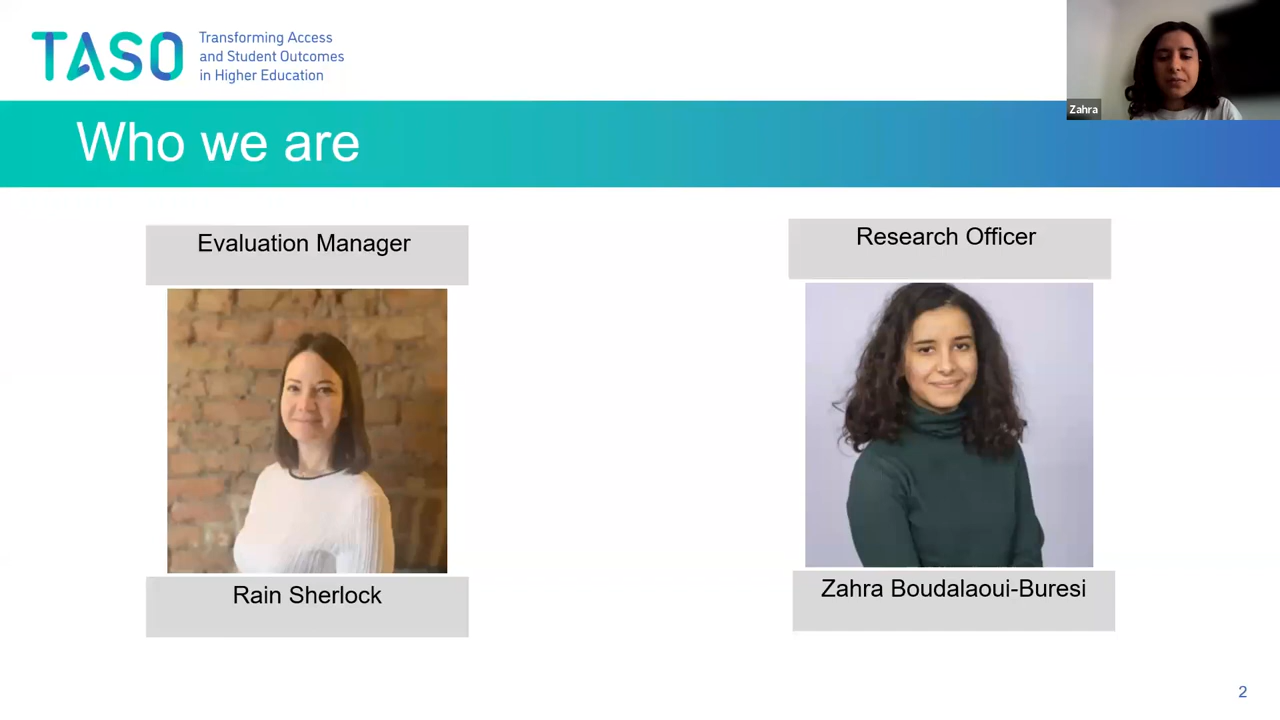 TASO
Transforming Access
and Student Outcomes
in Higher Education
Zahra
Who we are
Evaluation Manager
Research Officer
Rain Sherlock
Zahra Boudalaoui-Buresi
2